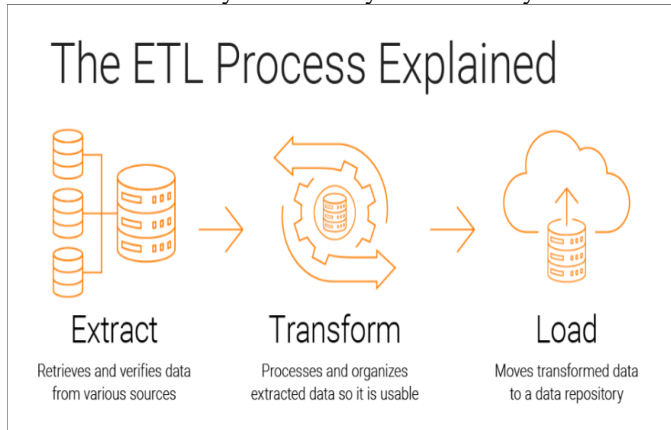 The ETL Process Explained
Extract
Retrieves and verifies data
from various sources
Transform
Processes and organizes
extracted data so it is usable
Load
Moves transformed data
to a data repository